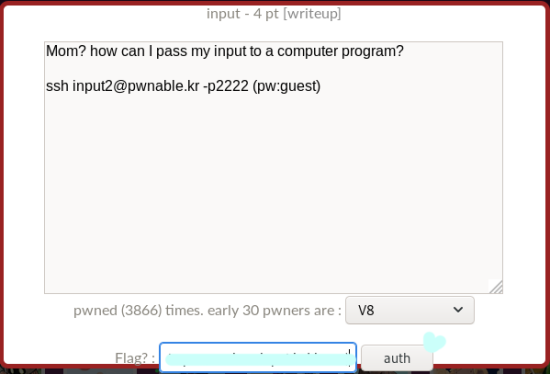 input - 4 pt [writeup]
Mom? how can I pass my input to a computer program?
ssh input2@pwnable.kr -p2222 (pw:guest)
pwned (3866) times. early 30 pwners are : V8
Flag? : auth